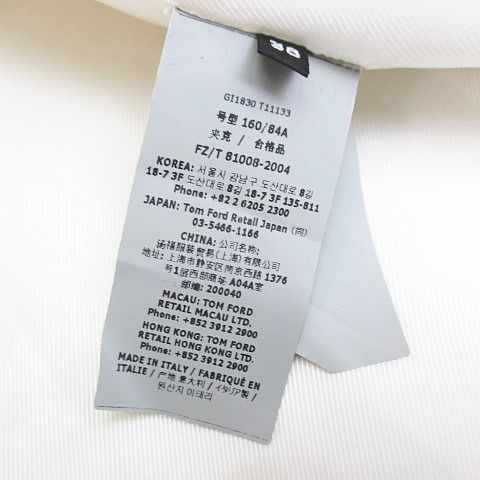 38
GI1830 T11133
号型 160/84A
夹克 / 合格品
FZ/T 81008-2004
KOREA: 서울시 강남구 도산대로 8길
18-7 3F 도산대로 8길 18-7 3F 135-811
Phone: +82 2 6205 2300
JAPAN: Tom Ford Retail Japan (同)
03-5466-1166
CHINA: 公司名称:
汤福服装贸易(上海)有限公司
地址: 上海市静安区南京西路 1376
号1层西部商场 A04A室
邮编: 200040
MACAU: TOM FORD
RETAIL MACAU LTD.
Phone: +853 3912 2900
HONG KONG: TOM FORD
RETAIL HONG KONG LTD.
Phone: +852 3912 2900
MADE IN ITALY / FABRIQUÉ EN
ITALIE / 产地 意大利 / イタリア製 /
원산지 이태리